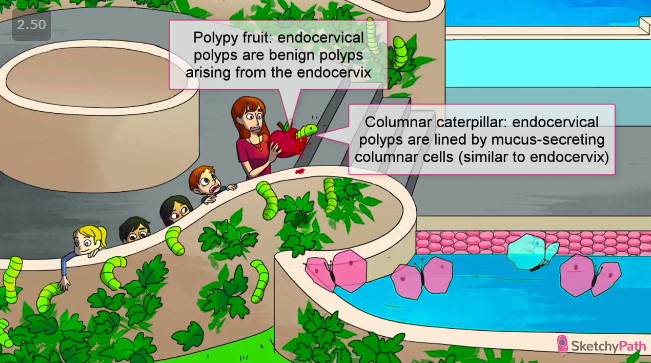 2.50
Polypy fruit: endocervical
polyps are benign polyps
arising from the endocervix
Columnar caterpillar: endocervical
polyps are lined by mucus-secreting
columnar cells (similar to endocervix)
SketchyPath